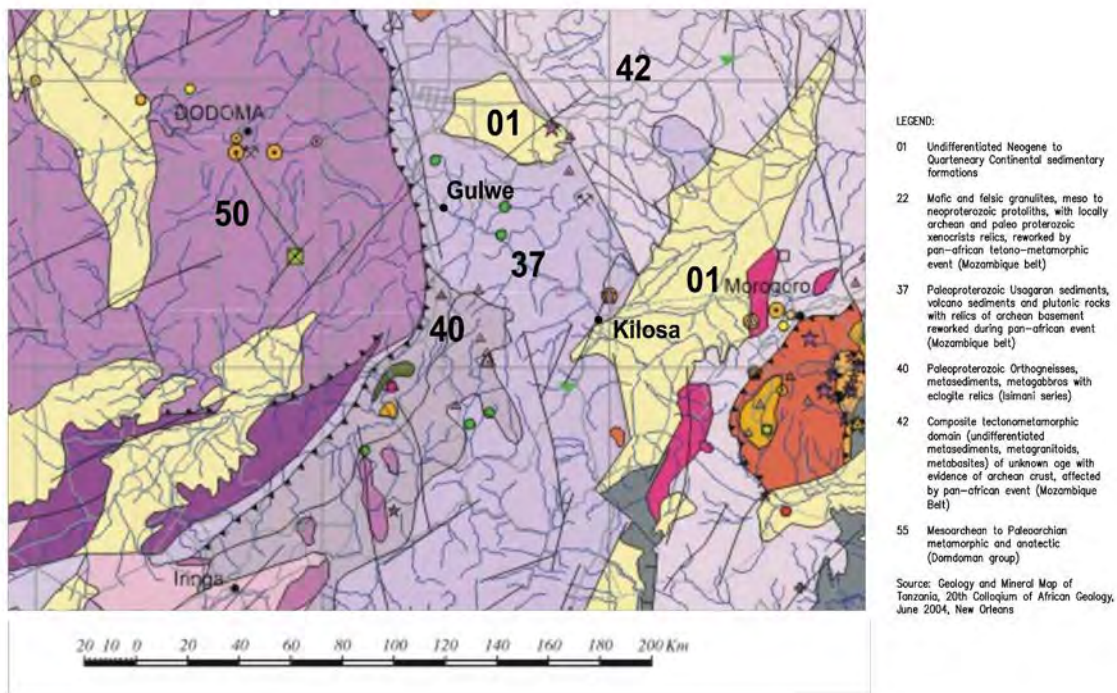 42
01
DODOMA
Gulwe
50
37
01
Morogoro
40
Kilosa
Iringa
20 10 0 20 40 60 80 100 120 140 160 180 200 Km
LEGEND:
01 Undifferentiated Neogene to
Quarteneary Continental sedimentary
formations
22 Mafic and felsic granulites, meso to
neoproterozoic protoliths, with locally
archean and paleo proterozoic
xenocrists relics, reworked by
pan-african tetono-metamorphic
event (Mozambique belt)
37 Paleoproterozoic Usagaran sediments,
volcano sediments and plutonic rocks
with relics of archean basement
reworked during pan-african event
(Mozambique belt)
40 Paleoproterozoic Orthogneisses,
metasediments, metagabbros with
eclogite relics (Isimani series)
42 Composite tectonometamorphic
domain (undifferentiated
metasediments, metagranitoids,
metabasites) of unknown age with
evidence of archean crust, affected
by pan-african event (Mozambique
Belt)
55 Mesoarchean to Paleoarchian
metamorphic and anatectic
(Domdoman group)
Source: Geology and Mineral Map of
Tanzania, 20th Colloqium of African Geology,
June 2004, New Orleans